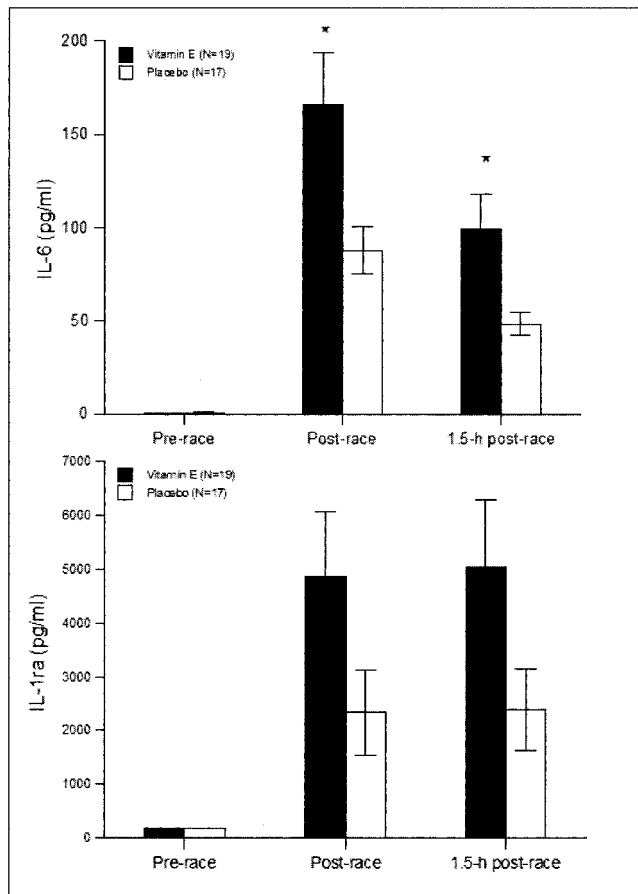 *
200
Vitamin E (N=19)
Placebo (N=17)
150
*
100
50
0
IL-6 (pg/ml)
Pre-race Post-race 1.5-h post-race
7000
Vitamin E (N=19)
Placebo (N=17)
6000
5000
4000
3000
2000
1000
0
IL-1ra (pg/ml)
Pre-race Post-race 1.5-h post-race